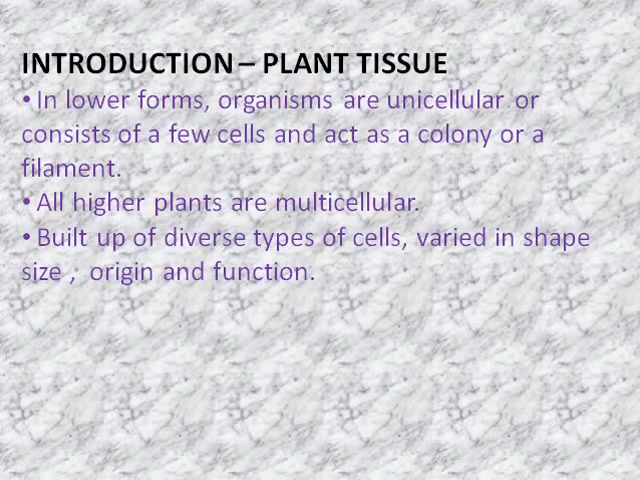 INTRODUCTION – PLANT TISSUE
• In lower forms, organisms are unicellular or
consists of a few cells and act as a colony or a
filament.
• All higher plants are multicellular.
• Built up of diverse types of cells, varied in shape
size , origin and function.